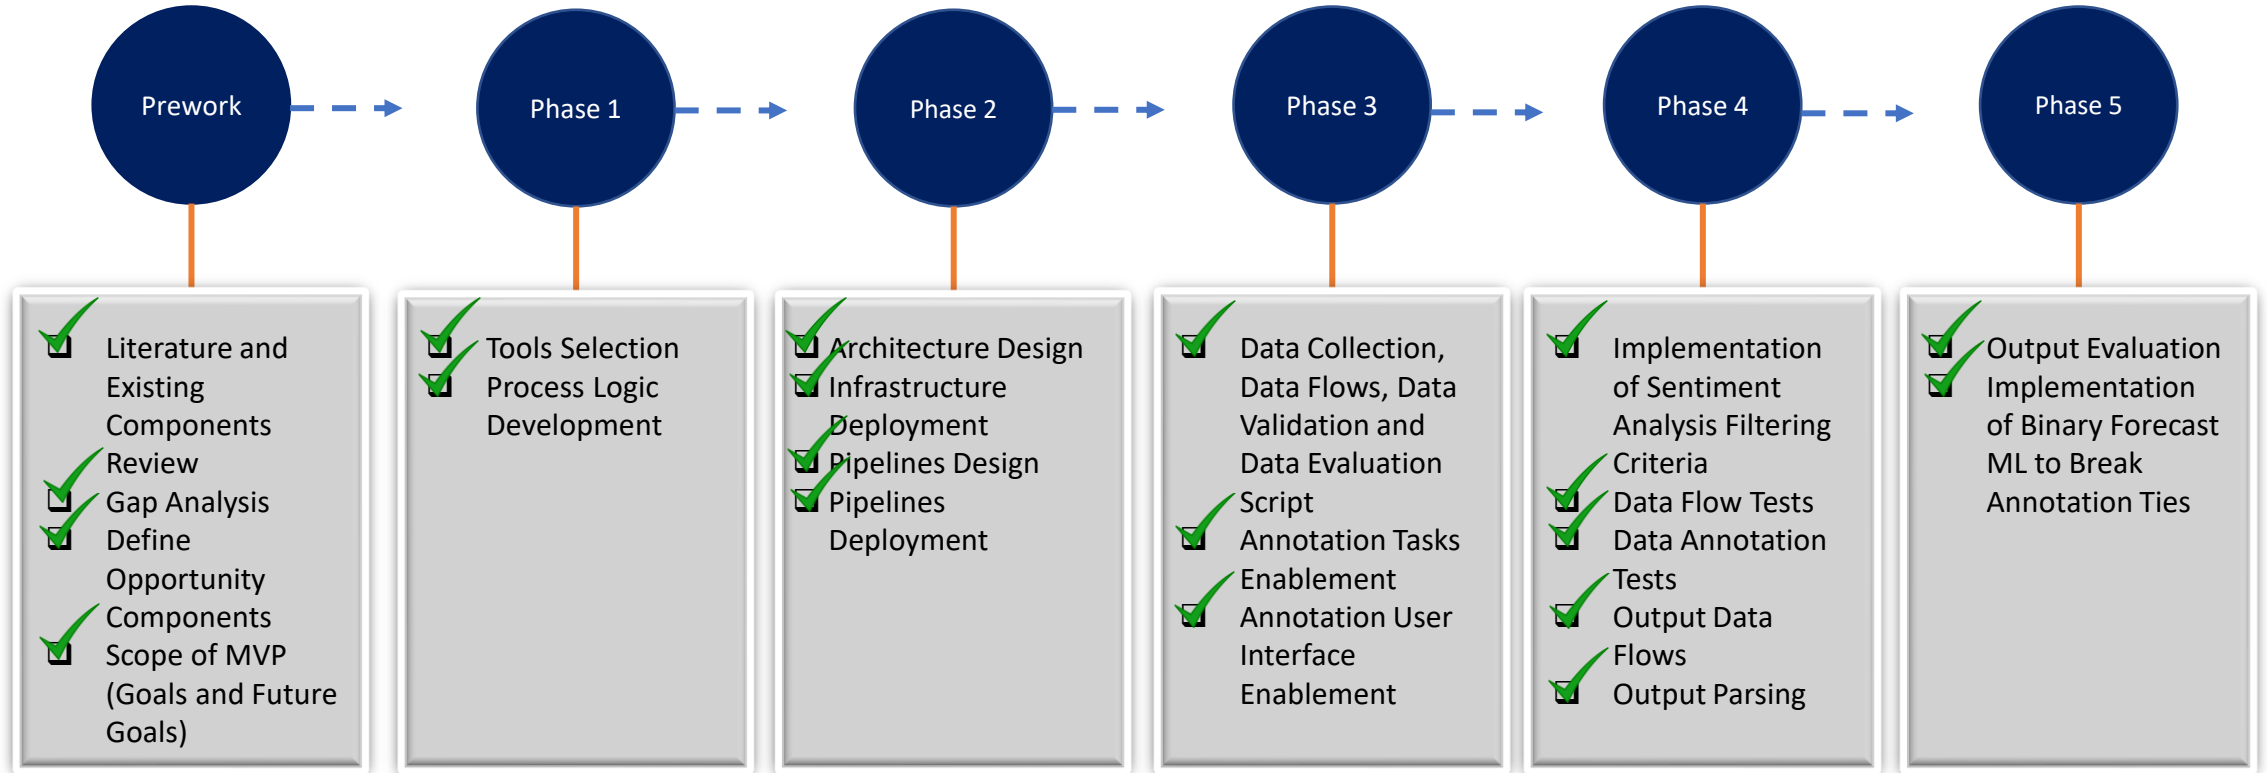 Prework
Phase 1
Phase 2
Phase 3
Phase 4
Phase 5
Literature and
Existing
Components
Review
Gap Analysis
Define
Opportunity
Components
Scope of MVP
(Goals and Future
Goals)
Tools Selection
Process Logic
Development
Architecture Design
Infrastructure
Deployment
Pipelines Design
Pipelines
Deployment
Data Collection,
Data Flows, Data
Validation and
Data Evaluation
Script
Annotation Tasks
Enablement
Annotation User
Interface
Enablement
Implementation
of Sentiment
Analysis Filtering
Criteria
Data Flow Tests
Data Annotation
Tests
Output Data
Flows
Output Parsing
Output Evaluation
Implementation
of Binary Forecast
ML to Break
Annotation Ties